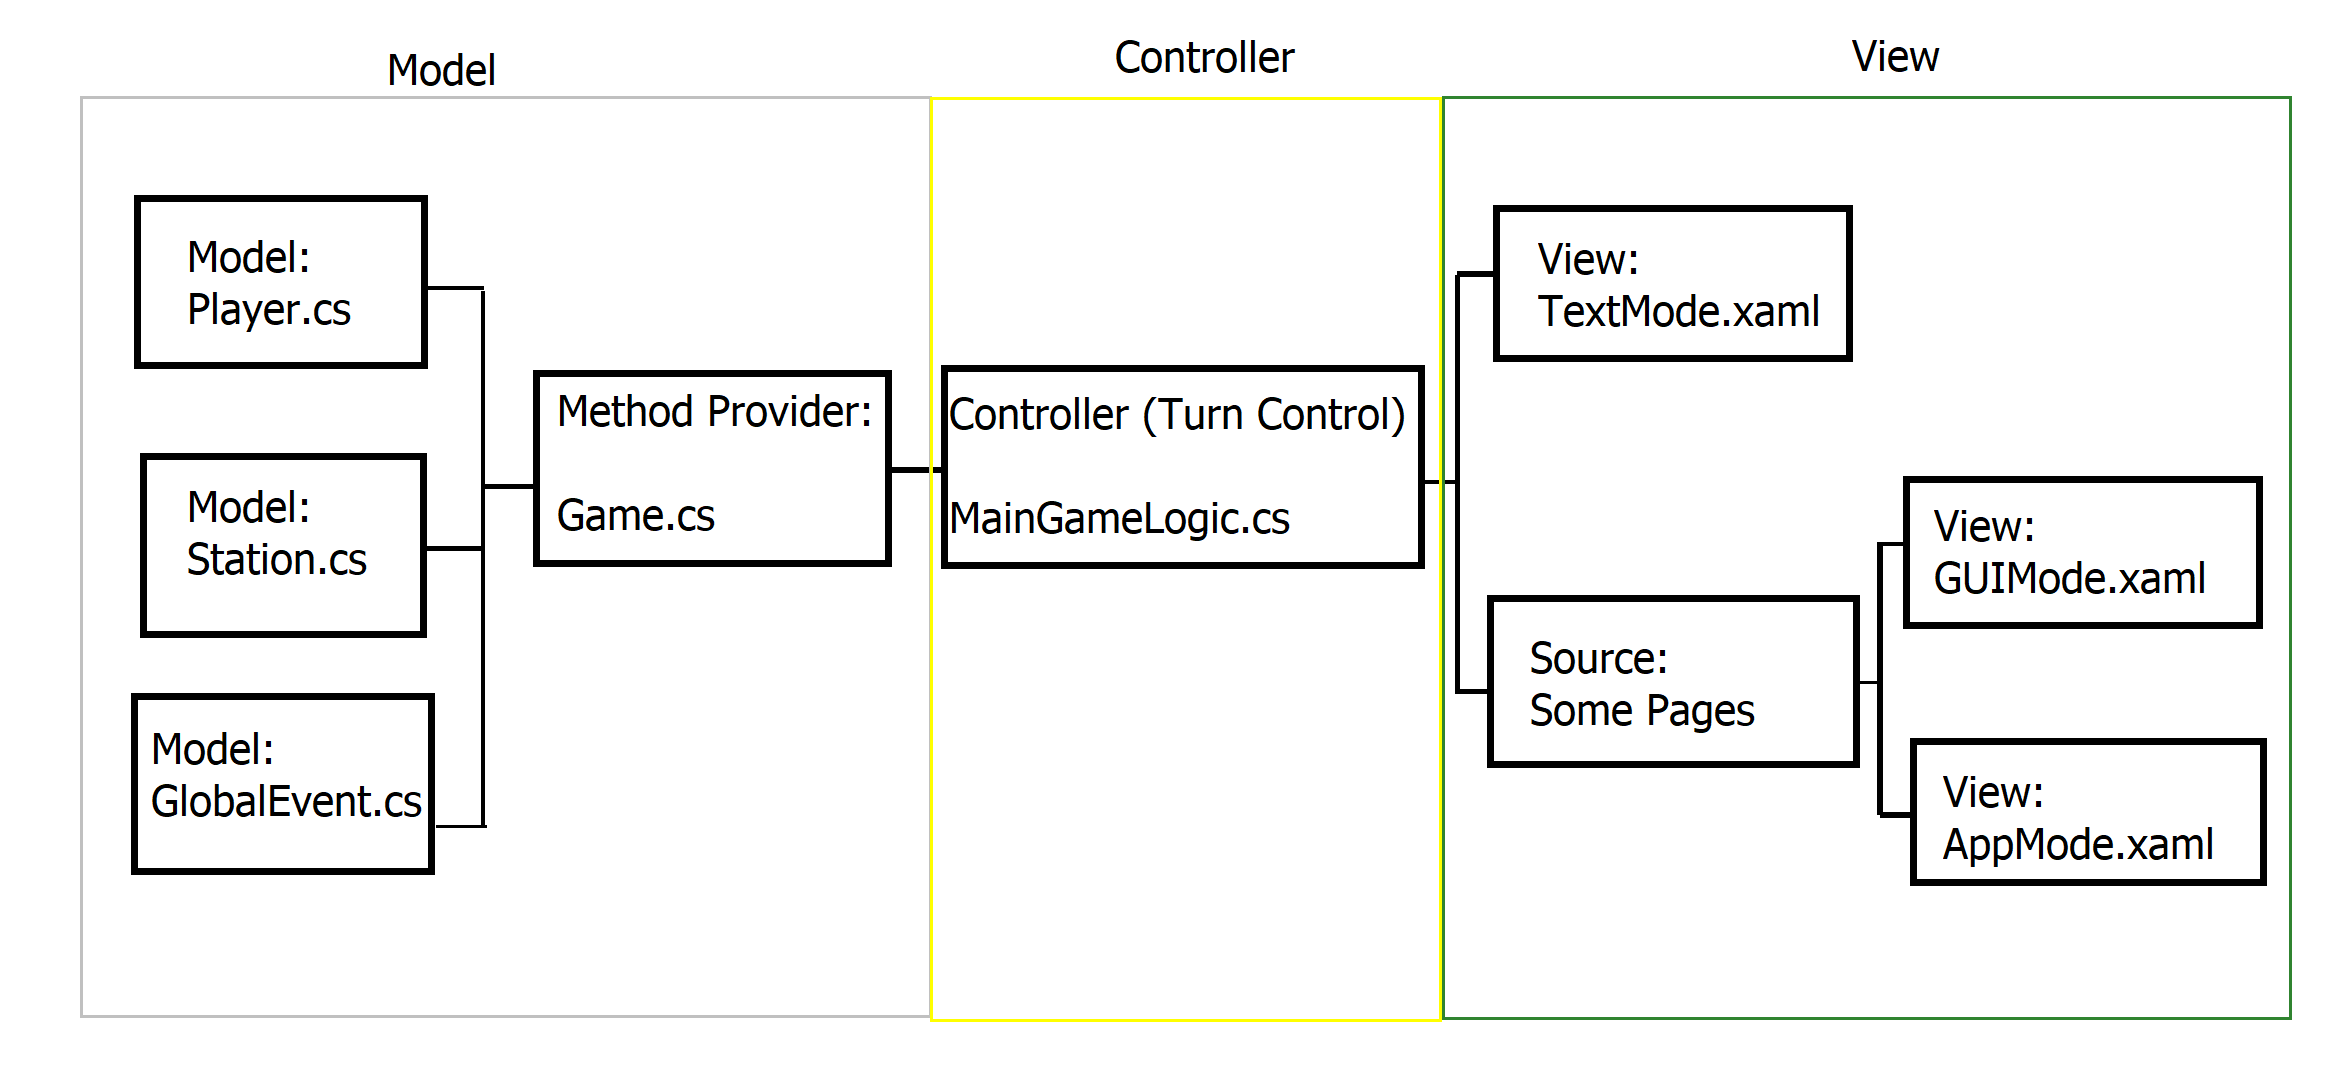 Model
Controller
View
Model:
Player.cs
Model:
Station.cs
Model:
GlobalEvent.cs
Method Provider:
Game.cs
Controller (Turn Control)
MainGameLogic.cs
View:
TextMode.xaml
Source:
Some Pages
View:
GUIMode.xaml
View:
AppMode.xaml